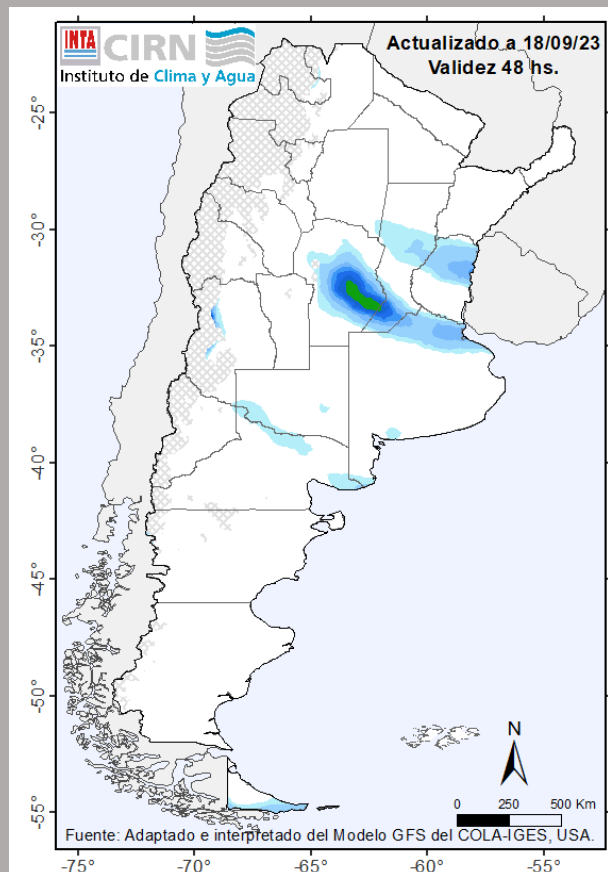 INTA CIRN
Instituto de Clima y Agua
Actualizado a 18/09/23
Validez 48 hs.
-25°
-30°
-35°
-40°
-45°
-50°
-55°
N
0 250 500 Km
Fuente: Adaptado e interpretado del Modelo GFS del COLA-IGES, USA.
-75° -70° -65° -60° -55°